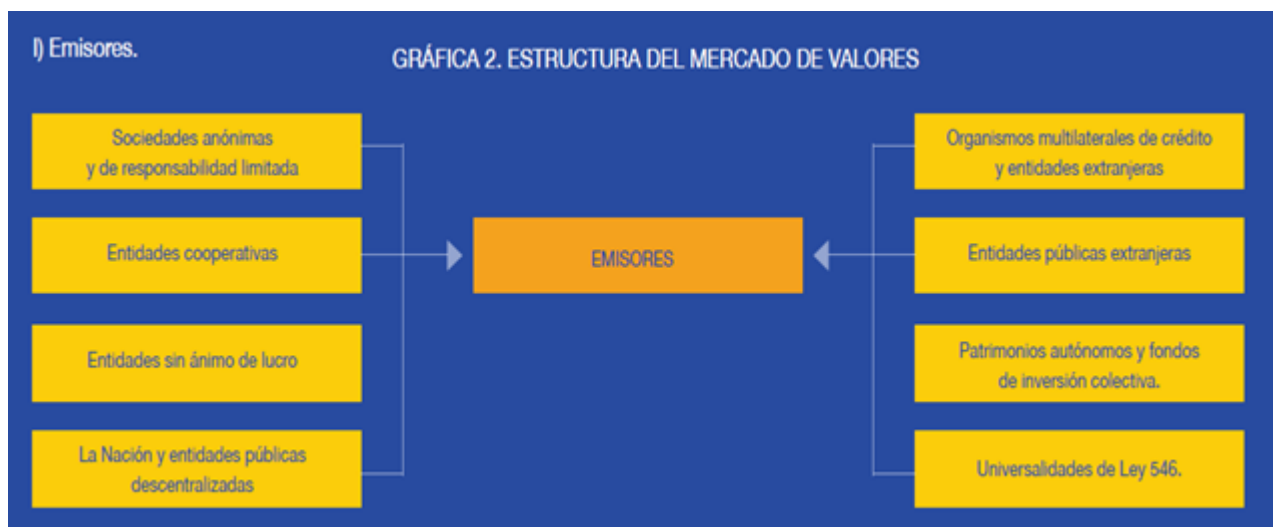 I) Emisores.
GRÁFICA 2. ESTRUCTURA DEL MERCADO DE VALORES
Sociedades anónimas
y de responsabilidad limitada
Entidades cooperativas
Entidades sin ánimo de lucro
La Nación y entidades públicas
descentralizadas
EMISORES
Organismos multilaterales de crédito
y entidades extranjeras
Entidades públicas extranjeras
Patrimonios autónomos y fondos
de inversión colectiva.
Universalidades de Ley 546.